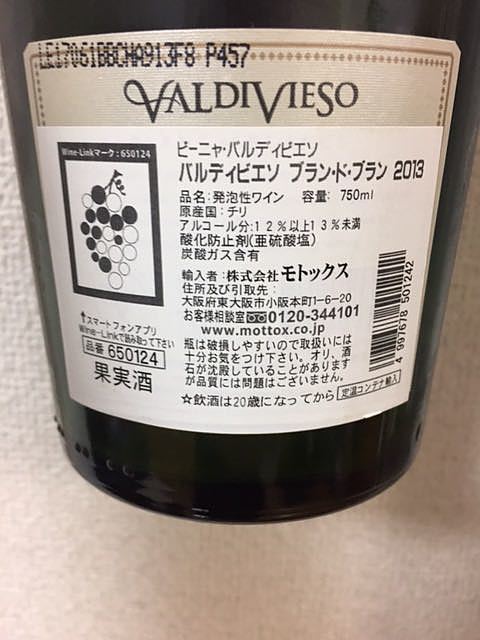 LE17061BBCHA913F8 P457
VALDIVIESO
Wine-Linkマーク:650124
ビーニャ・バルディビエソ
バルディビエソ ブラン・ド・ブラン 2013
品名:発泡性ワイン 容量: 750ml
原産国:チリ
アルコール分:12%以上13%未満
酸化防止剤(亜硫酸塩)
炭酸ガス含有
輸入者:株式会社モトックス
住所及び引取先:
大阪府東大阪市小阪本町1-6-20
お客様相談室 0120-344101
www.mottox.co.jp
瓶は破損しやすいので取扱いには
十分お気をつけ下さい。オリ、酒
石が沈殿していることがあります
が品質には問題はございません。
☆飲酒は20歳になってから 定温コンテナ輸入
↑スマートフォンアプリ
Wine-Linkで読み取って下さい
品番 650124
果実酒
4 997678 501242